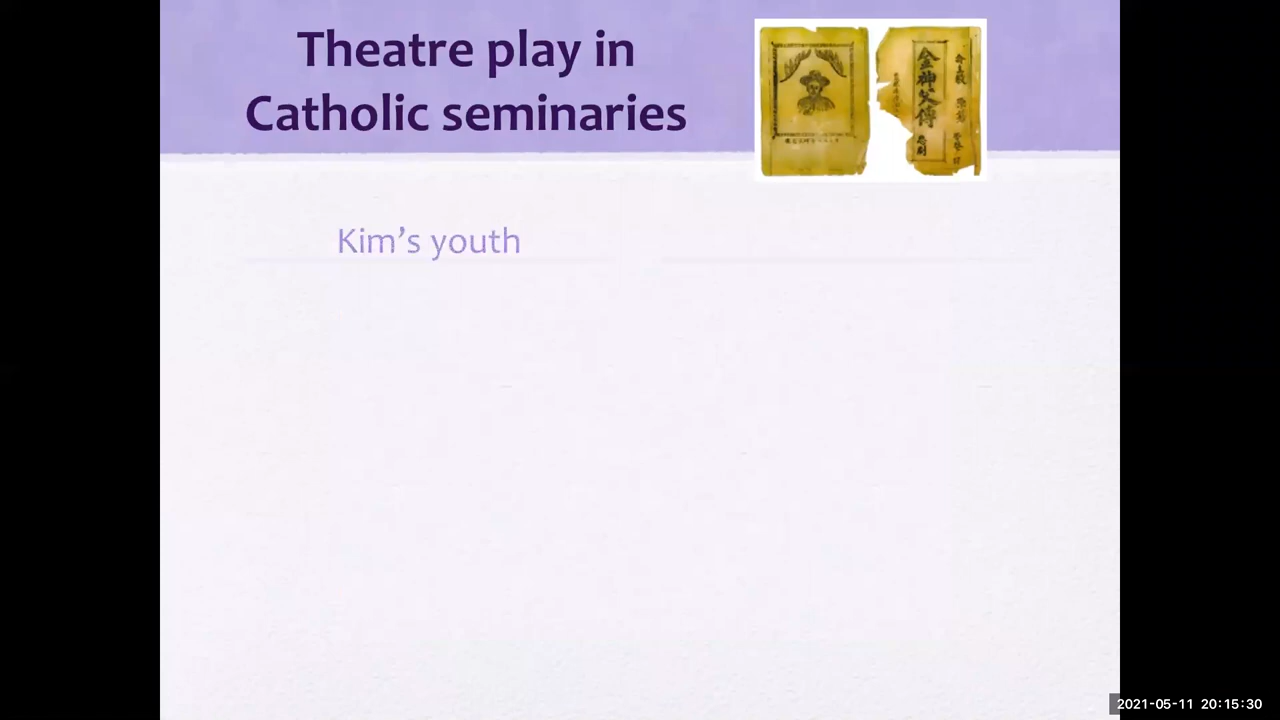 Theatre play in
Catholic seminaries
金神父傳
Kim's youth
2021-05-11 20:15:30